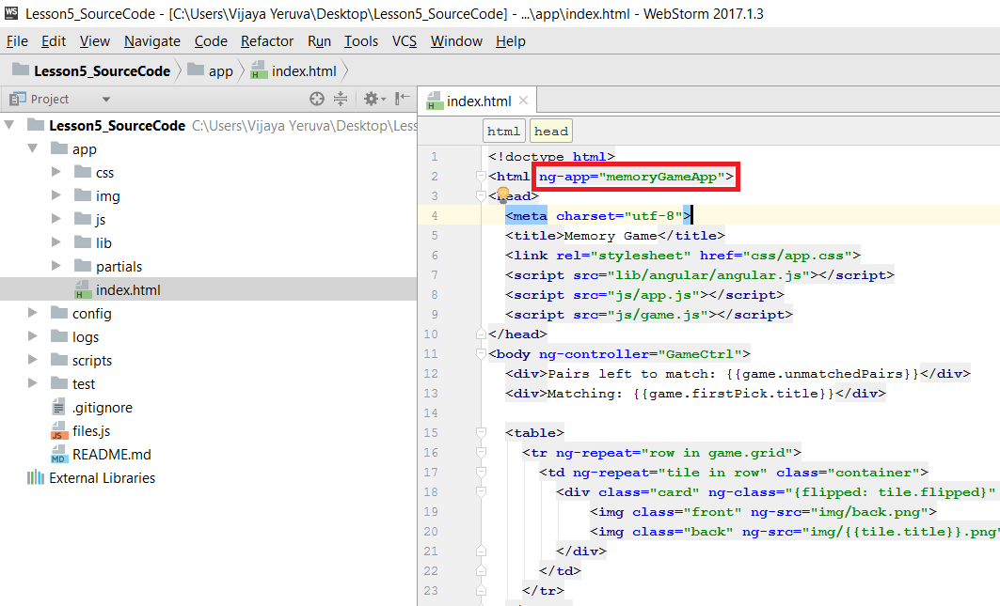 WS Lesson5_SourceCode - [C:\Users\Vijaya Yeruva\Desktop\Lesson5_SourceCode] - ...\app\index.html - WebStorm 2017.1.3
File Edit View Navigate Code Refactor Run Tools VCS Window Help
Lesson5_SourceCode app H index.html
Project
H index.html
Lesson5_SourceCode C:\Users\Vijaya Yeruva\Desktop\Less
app
css
img
js
lib
partials
H index.html
config
logs
scripts
test
.gitignore
JS files.js
MD README.md
External Libraries
html head
1 <!doctype html>
2 <html ng-app="memoryGameApp">
3 <head>
4 <meta charset="utf-8">
5 <title>Memory Game</title>
6 <link rel="stylesheet" href="css/app.css">
7 <script src="lib/angular/angular.js"></script>
8 <script src="js/app.js"></script>
9 <script src="js/game.js"></script>
10 </head>
11 <body ng-controller="GameCtrl">
12 <div>Pairs left to match: {{game.unmatchedPairs}}</div>
13 <div>Matching: {{game.firstPick.title}}</div>
14
15 <table>
16 <tr ng-repeat="row in game.grid">
17 <td ng-repeat="tile in row" class="container">
18 <div class="card" ng-class="{flipped: tile.flipped}"
19 <img class="front" ng-src="img/back.png">
20 <img class="back" ng-src="img/{{tile.title}}.png"
21 </div>
22 </td>
23 </tr>